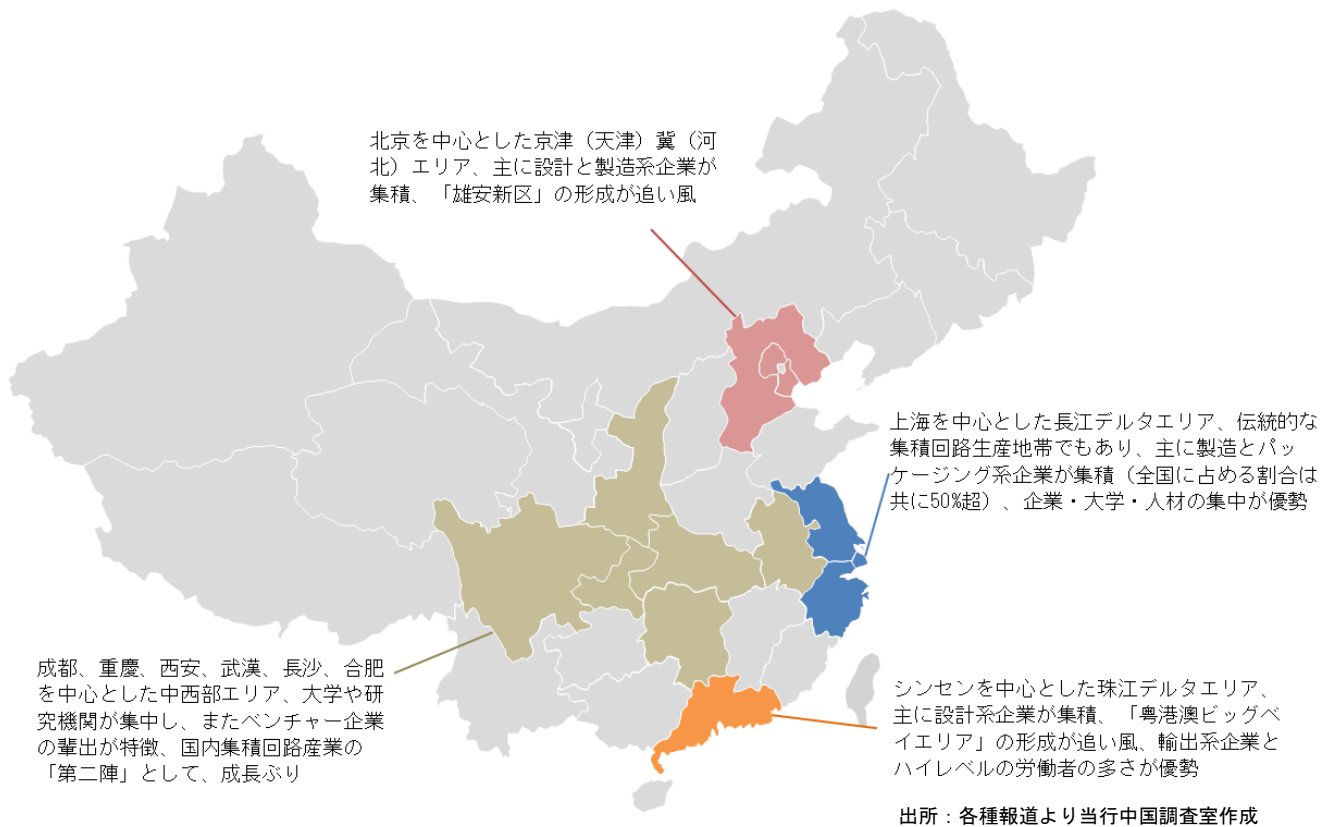 北京を中心とした京津（天津）冀（河
北）エリア、主に設計と製造系企業が
集積、「雄安新区」の形成が追い風
上海を中心とした長江デルタエリア、伝統的な
集積回路生産地帯でもあり、主に製造とパッ
ケージング系企業が集積（全国に占める割合は
共に50%超）、企業・大学・人材の集中が優勢
成都、重慶、西安、武漢、長沙、合肥
を中心とした中西部エリア、大学や研
究機関が集中し、またベンチャー企業
の輩出が特徴、国内集積回路産業の
「第二陣」として、成長ぶり
シンセンを中心とした珠江デルタエリア、
主に設計系企業が集積、「粤港澳ビッグベ
イエリア」の形成が追い風、輸出系企業と
ハイレベルの労働者の多さが優勢
出所：各種報道より当行中国調査室作成